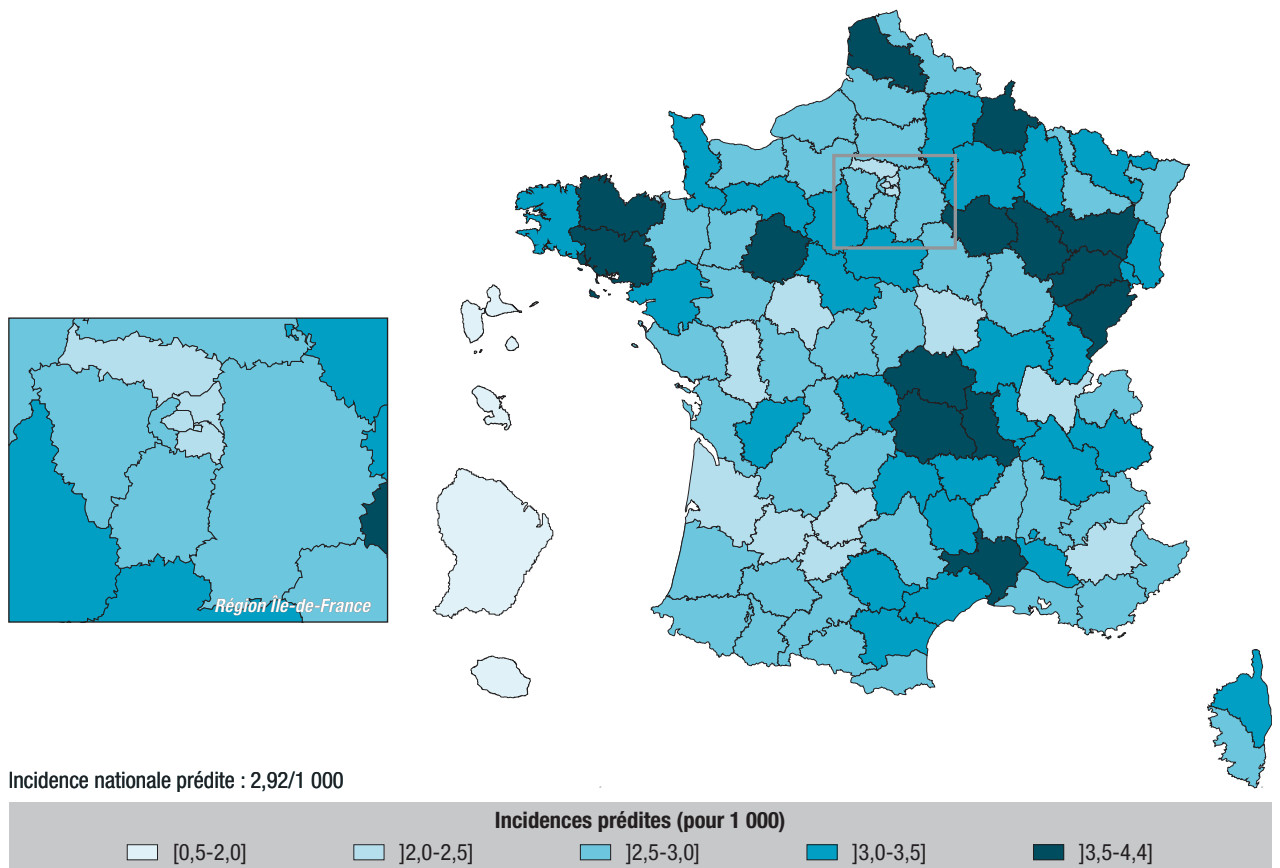 Région Île-de-France
Incidence nationale prédite : 2,92/1 000
Incidences prédites (pour 1 000)
[0,5-2,0] ]2,0-2,5] ]2,5-3,0] ]3,0-3,5] ]3,5-4,4]